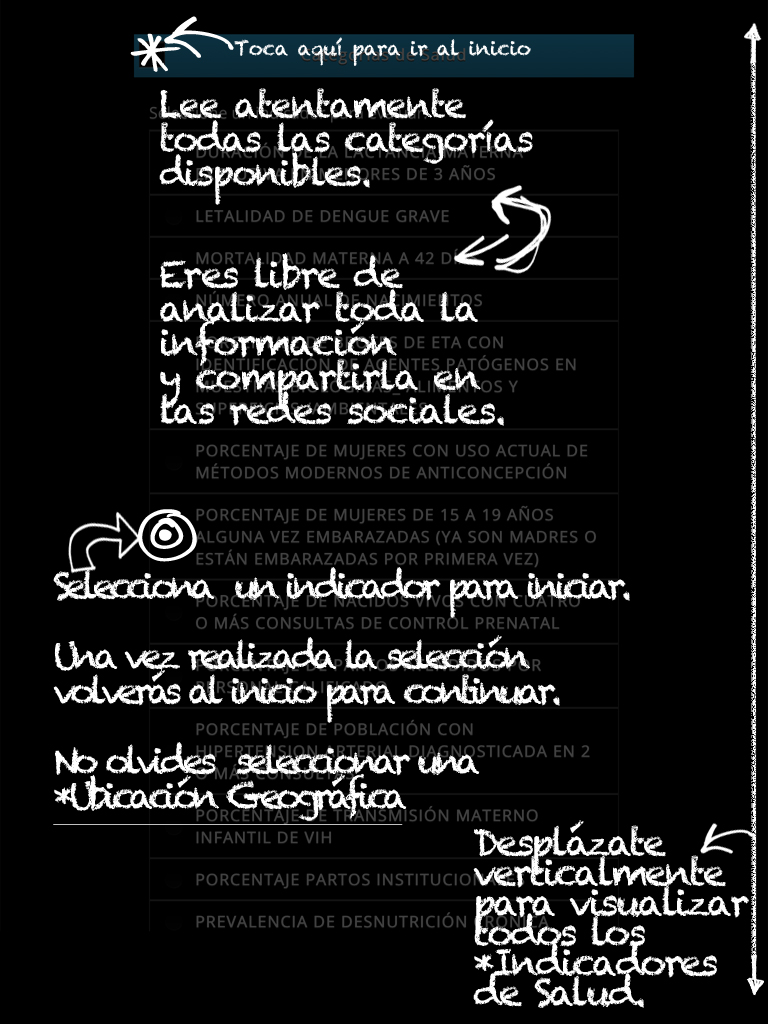 Toca aquí para ir al inicio
Categorías de Salud
Lee atentamente
todas las categorías
disponibles.
DURACIÓN DE LA LACTANCIA MATERNA
MENORES DE 3 AÑOS
LETALIDAD DE DENGUE GRAVE
MORTALIDAD MATERNA A 42 DÍAS
Eres libre de
analizar toda la
información
y compartirla en
las redes sociales.
NÚMERO ANUAL DE NACIMIENTOS
DE ETA CON
IDENTIFICACIÓN DE AGENTES PATÓGENOS EN
ALIMENTOS Y
PORCENTAJE DE MUJERES CON USO ACTUAL DE
MÉTODOS MODERNOS DE ANTICONCEPCIÓN
PORCENTAJE DE MUJERES DE 15 A 19 AÑOS
ALGUNA VEZ EMBARAZADAS (YA SON MADRES O
ESTÁN EMBARAZADAS POR PRIMERA VEZ)
Selecciona un indicador para iniciar.
PORCENTAJE DE NACIDOS VIVOS CON CUATRO
O MÁS CONSULTAS DE CONTROL PRENATAL
Una vez realizada la selección
volverás al inicio para continuar.
POR
PORCENTAJE DE POBLACIÓN CON
HIPERTENSION ARTERIAL DIAGNOSTICADA EN 2
O MÁS CONSULTAS
No olvides seleccionar una
*Ubicación Geográfica
PORCENTAJE DE TRANSMISIÓN MATERNO
INFANTIL DE VIH
PORCENTAJE PARTOS
PREVALENCIA DE DESNUTRICIÓN CRÓNICA
Desplázate
verticalmente
para visualizar
todos los
*Indicadores
de Salud.